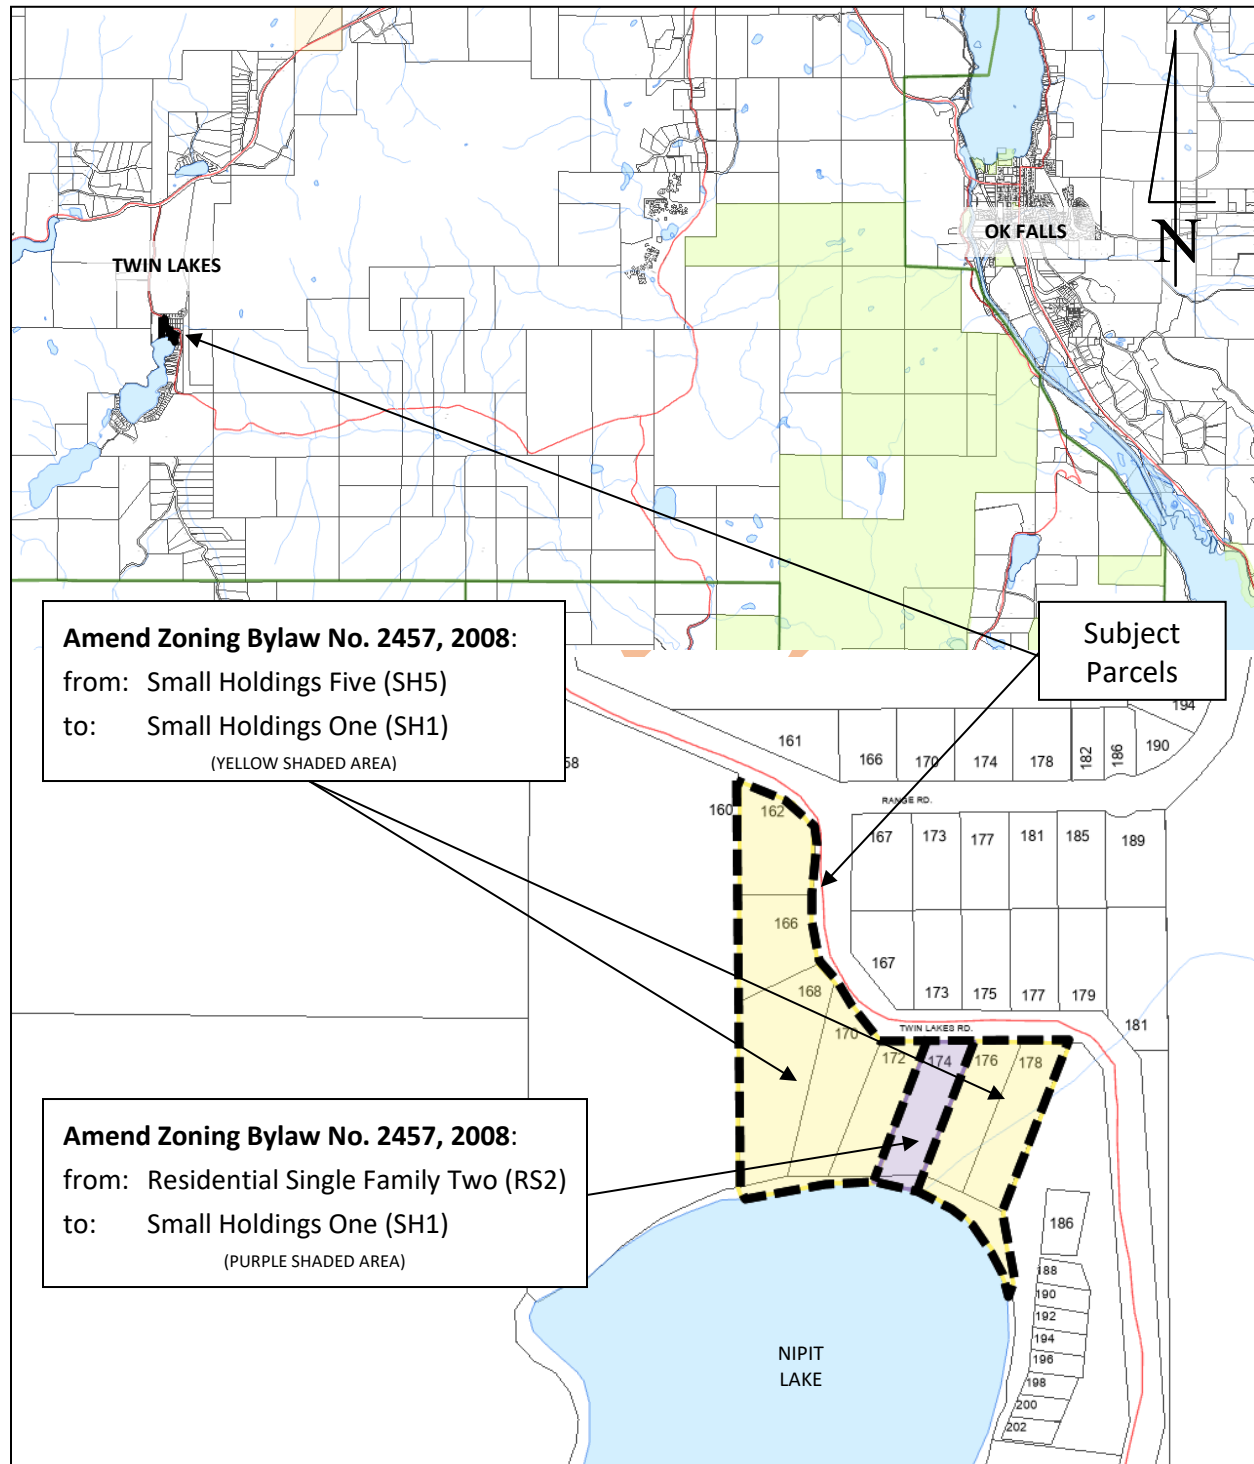 TWIN LAKES
OK FALLS
N
Amend Zoning Bylaw No. 2457, 2008:
from: Small Holdings Five (SH5)
to: Small Holdings One (SH1)
(YELLOW SHADED AREA)
Subject
Parcels
194
161
166
170
174
178
182
186
190
58
RANGE RD.
160
162
167
173
177
181
185
189
166
167
168
173
175
177
179
181
170
TWIN LAKES RD.
172
174
176
178
Amend Zoning Bylaw No. 2457, 2008:
from: Residential Single Family Two (RS2)
to: Small Holdings One (SH1)
(PURPLE SHADED AREA)
186
188
190
192
194
196
198
200
202
NIPIT
LAKE